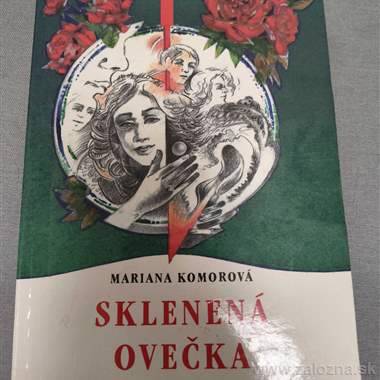 MARIANA KOMOROVÁ
SKLENENÁ
OVEČKA
www.zalozna.sk